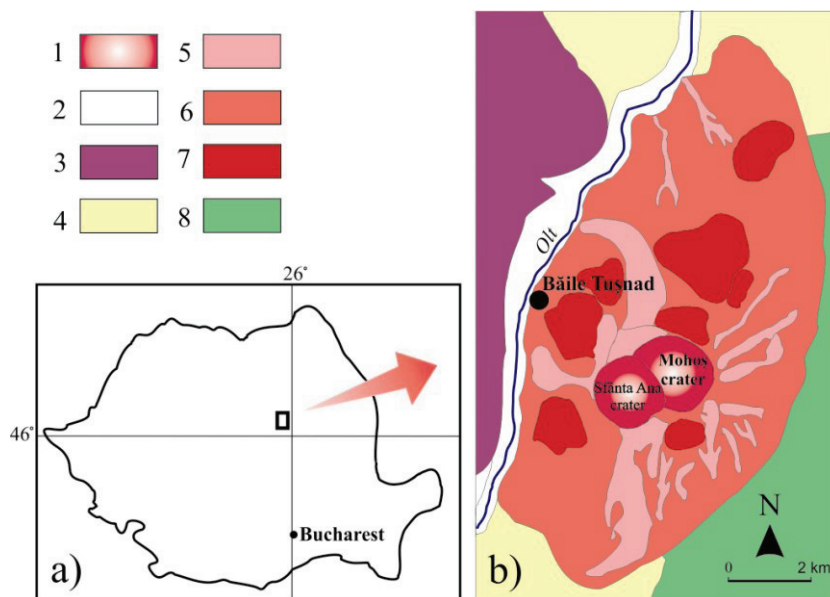 1
5
2
6
3
7
4
8
26°
46°
Bucharest
a)
Olt
Băile Tușnad
Mohoș
crater
Sfânta Ana
crater
N
0
2 km
b)